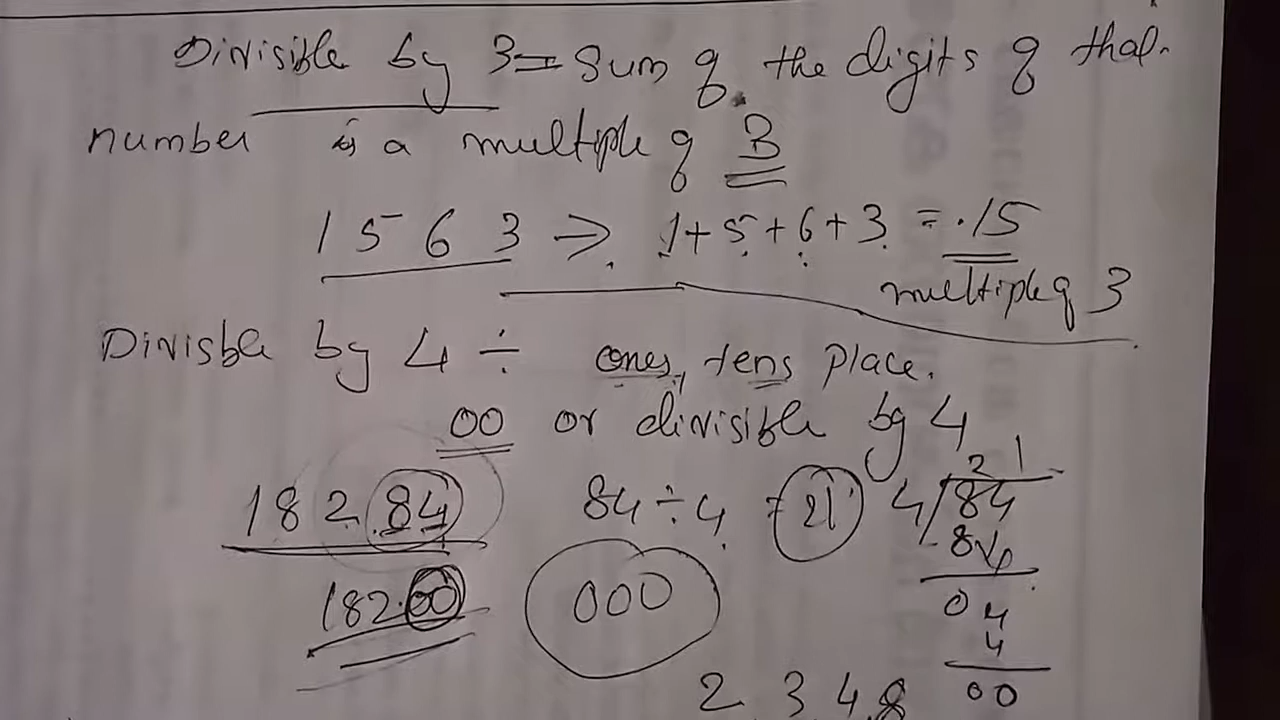 Divisible by 3 = Sum of the digits of that
number is a multiple of 3
1 5 6 3 ⇒ 1+5+6+3 = 15
multiple of 3
Divisble by 4 ÷ ones, tens place.
00 or divisible by 4
182 84 84÷4 = 21 4/84
21
8
182 00 000 04
4
2 3 4 8 00